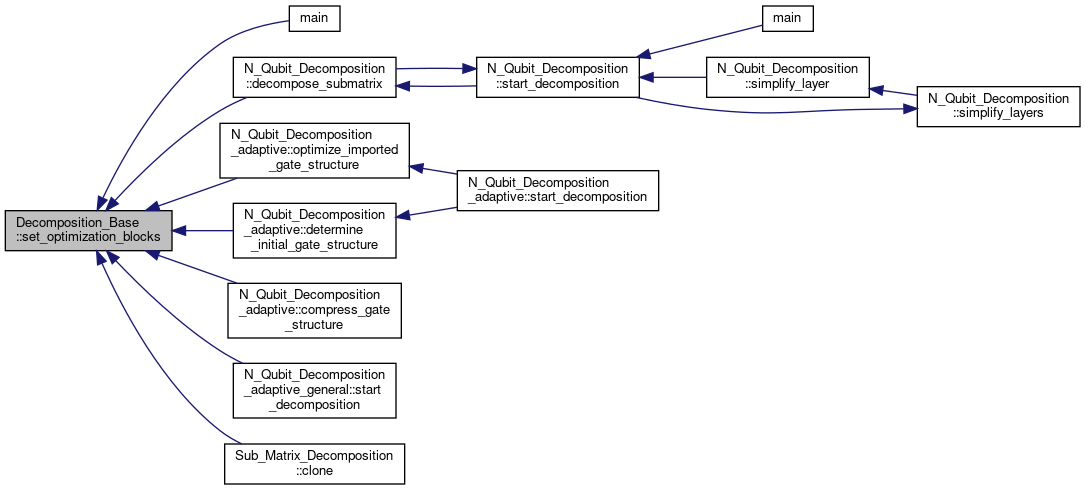 main
main
N_Qubit_Decomposition
::decompose_submatrix
N_Qubit_Decomposition
::start_decomposition
N_Qubit_Decomposition
::simplify_layer
N_Qubit_Decomposition
::simplify_layers
N_Qubit_Decomposition
_adaptive::optimize_imported
_gate_structure
N_Qubit_Decomposition
_adaptive::start_decomposition
Decomposition_Base
::set_optimization_blocks
N_Qubit_Decomposition
_adaptive::determine
_initial_gate_structure
N_Qubit_Decomposition
_adaptive::compress_gate
_structure
N_Qubit_Decomposition
_adaptive_general::start
_decomposition
Sub_Matrix_Decomposition
::clone